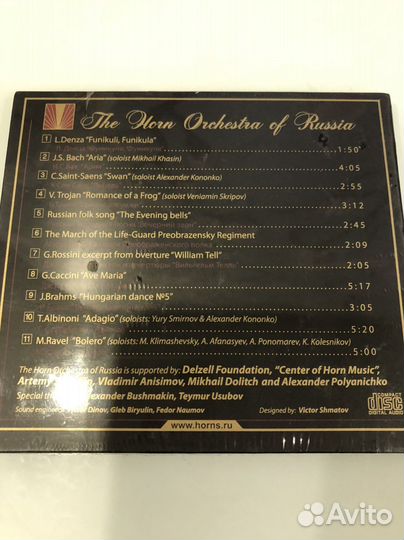 The Horn Orchestra of Russia
1 L.Denza "Funikuli, Funikula"
1:50
2 J.S. Bach "Aria" (soloist Mikhail Khasin)
4:05
3 C.Saint-Saens "Swan" (soloist Alexander Kononko)
2:55
4 V. Trojan "Romance of a Frog" (soloist Veniamin Skripov)
3:12
5 Russian folk song "The Evening bells"
2:45
6 The March of the Life-Guard Preobrazensky Regiment
2:09
7 G.Rossini excerpt from overture "William Tell"
2:05
8 G.Caccini "Ave Maria"
5:17
9 J.Brahms "Hungarian dance №5"
3:05
10 T.Albinoni "Adagio" (soloists: Yury Smirnov & Alexander Kononko)
5:20
11 M.Ravel "Bolero" (soloists: M. Klimashevsky, A. Afanasyev, A. Ponomarev, K. Kolesnikov)
5:00
The Horn Orchestra of Russia is supported by: Delzell Foundation, "Center of Horn Music",
Artemy Vladimir Anisimov, Mikhail Dolitch and Alexander Polyanichko
Special Alexander Bushmakin, Teymur Usubov
Sound engineers Dinov, Gleb Biryulin, Fedor Naumov
Designed by: Victor Shmatov
COMPACT
disc
DIGITAL AUDIO
www.horns.ru
Avito